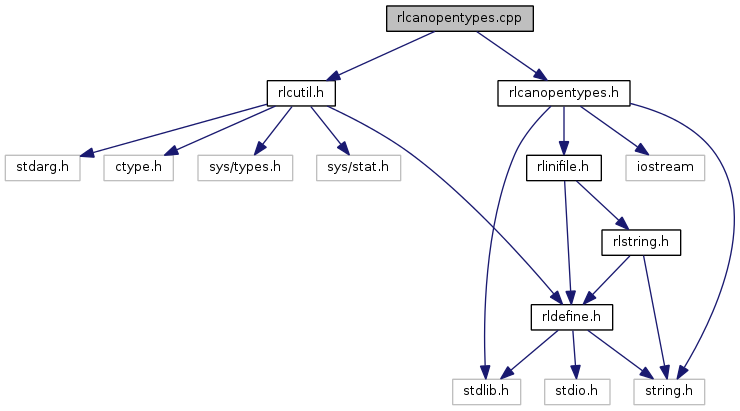 rlcanopentypes.cpp
rlcutil.h
rlcanopentypes.h
stdarg.h
ctype.h
sys/types.h
sys/stat.h
rlinifile.h
iostream
rlstring.h
rldefine.h
stdlib.h
stdio.h
string.h